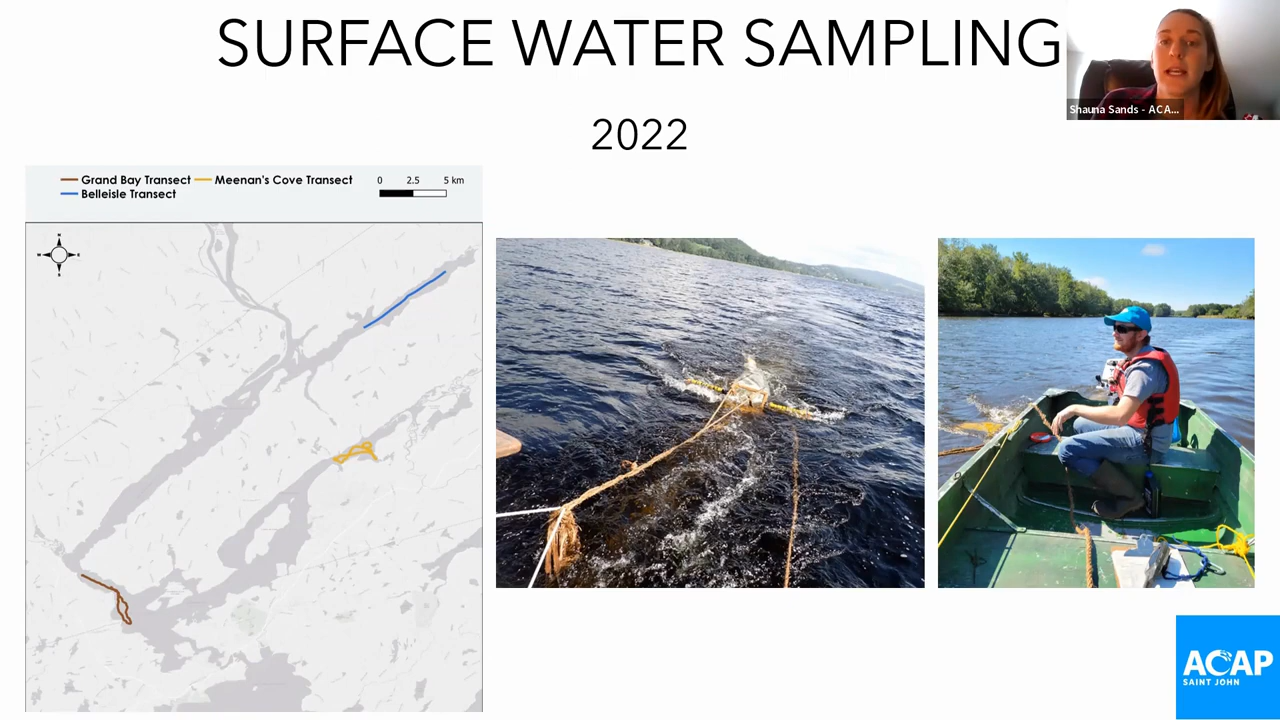 SURFACE WATER SAMPLING
Shauna Sands - ACA...
2022
Grand Bay Transect
Meenan's Cove Transect
Belleisle Transect
0 2.5 5 km
N
S
ACAP
SAINT JOHN